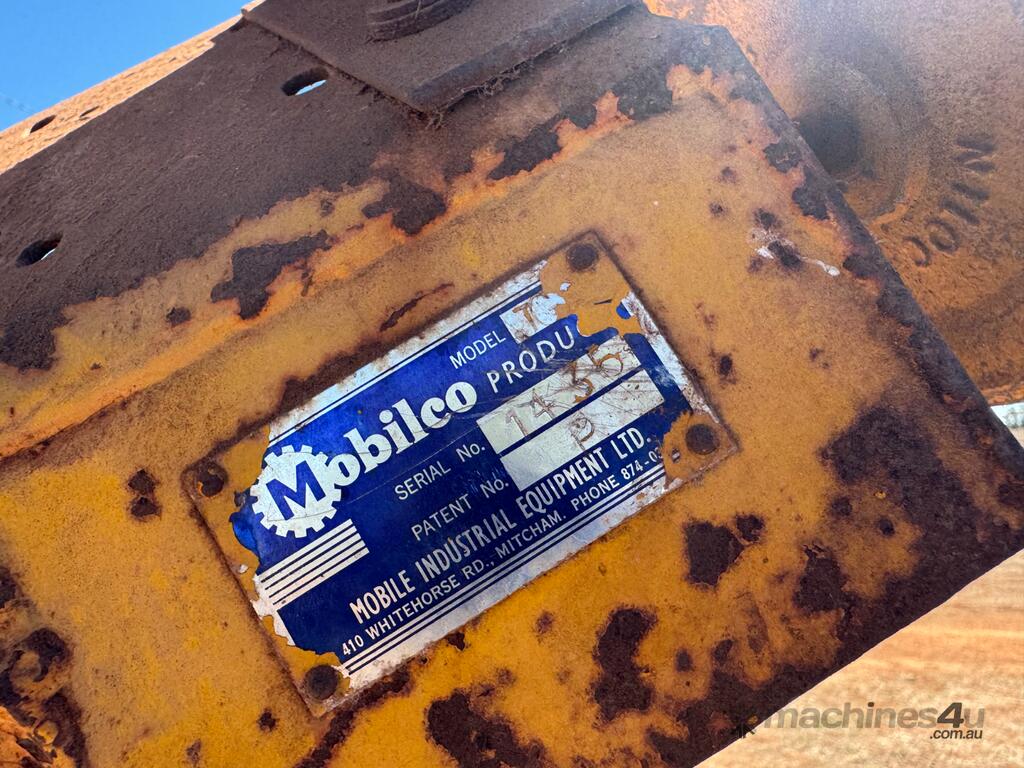 MODEL T
Mobilco PRODU
SERIAL No. 1435
PATENT No. P
MOBILE INDUSTRIAL EQUIPMENT LTD.
410 WHITEHORSE RD., MITCHAM. PHONE 874-03
machines4u
.com.au